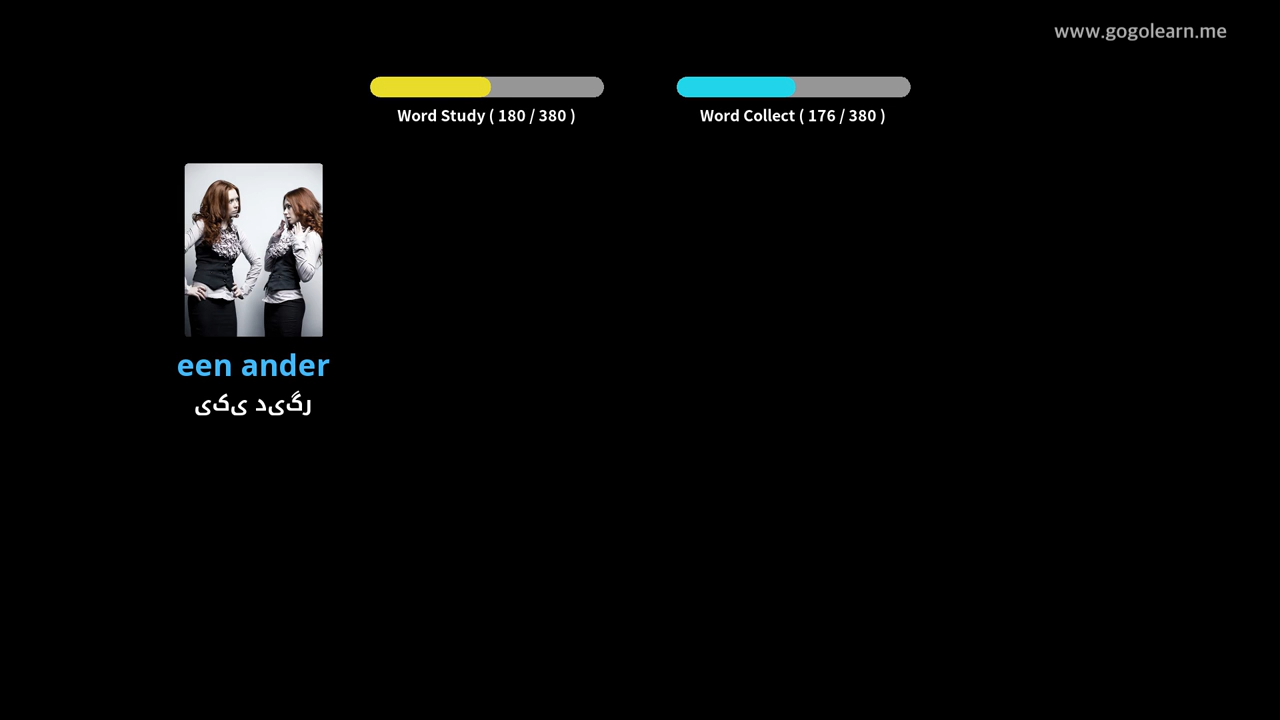 www.gogolearn.me
Word Study ( 180 / 380 )
Word Collect ( 176 / 380 )
een ander
رگید یکی